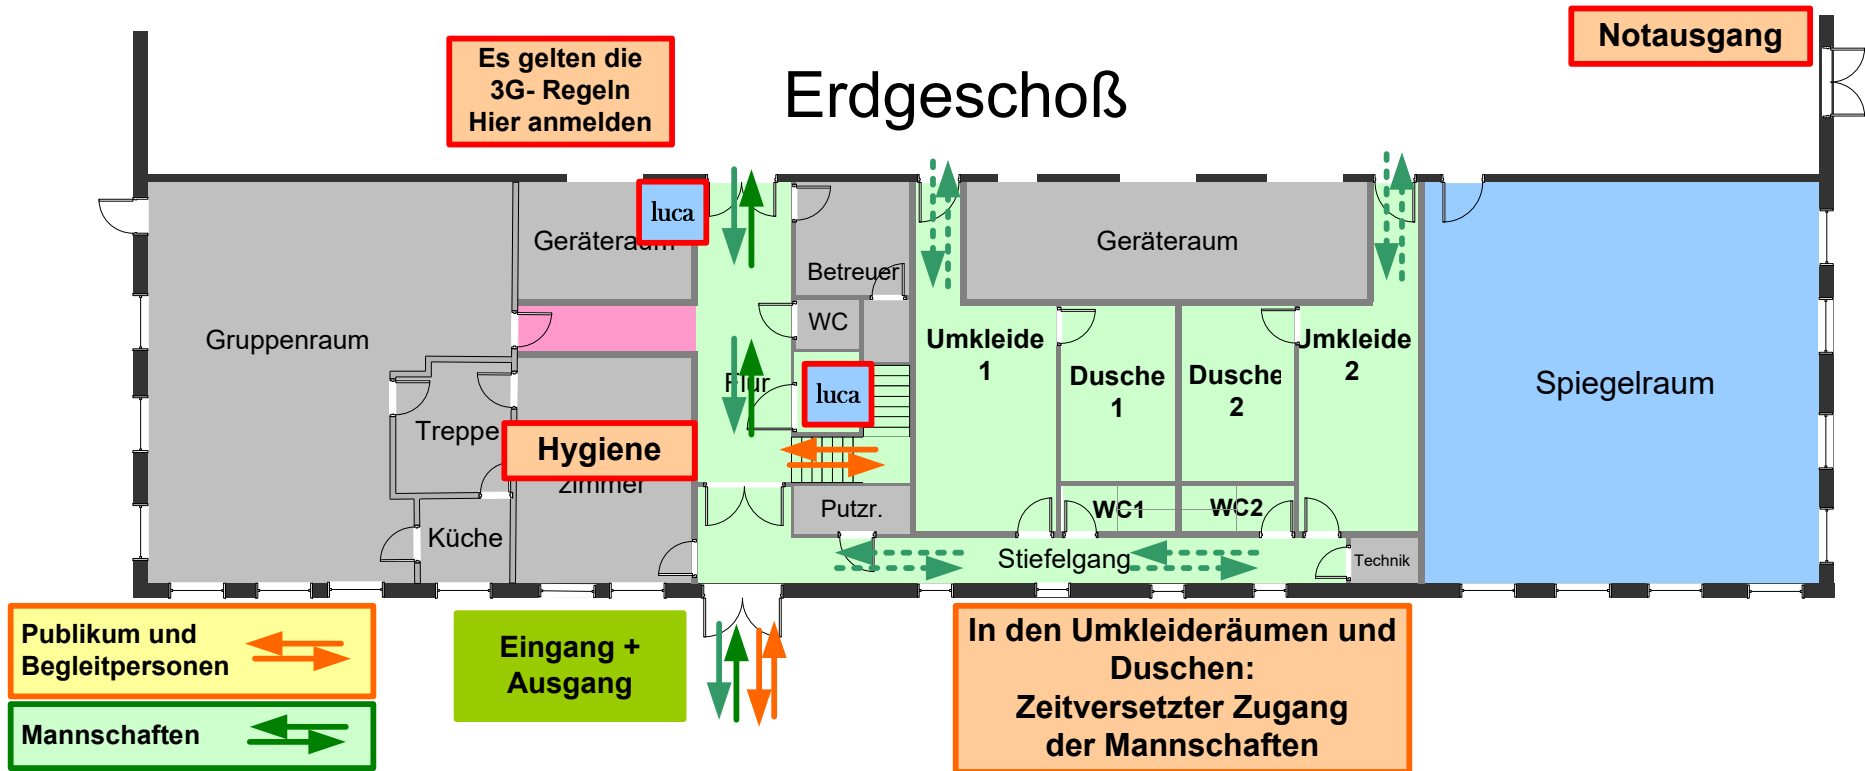 Es gelten die
3G- Regeln
Hier anmelden
Erdgeschoß
Notausgang
luca
Geräteraum
Betreuer
Geräteraum
Gruppenraum
WC
Umkleide
1
Umkleide
2
Flur
luca
Dusche
1
Dusche
2
Spiegelraum
Treppe
Hygiene
zimmer
Putzr.
WC1
WC2
Küche
Stiefelgang
Technik
Publikum und
Begleitpersonen
Mannschaften
Eingang +
Ausgang
In den Umkleideräumen und
Duschen:
Zeitversetzter Zugang
der Mannschaften